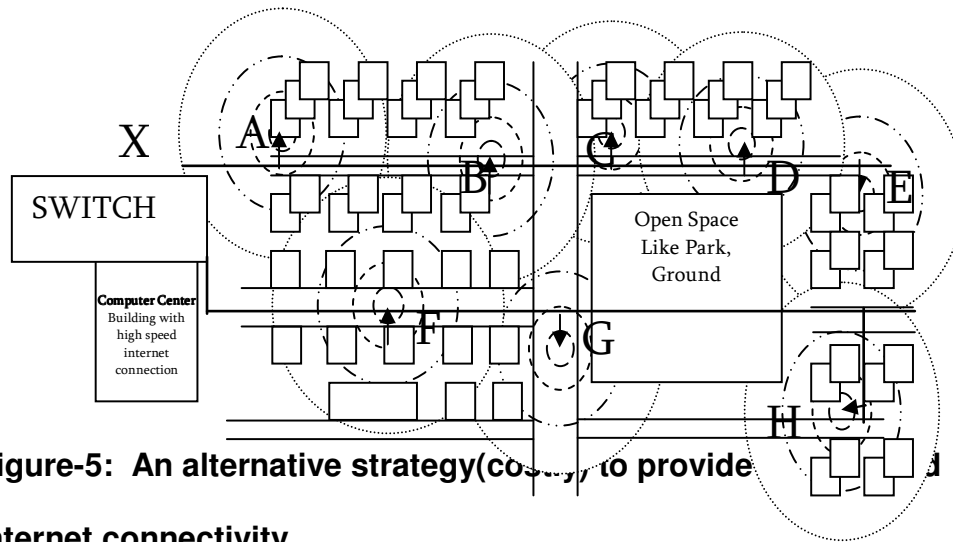 X
A
B
C
D
E
SWITCH
Open Space
Like Park,
Ground
Computer Center
Building with
high speed
internet
connection
F
G
H
igure-5: An alternative strategy(costly) to provide d
nternet connectivity